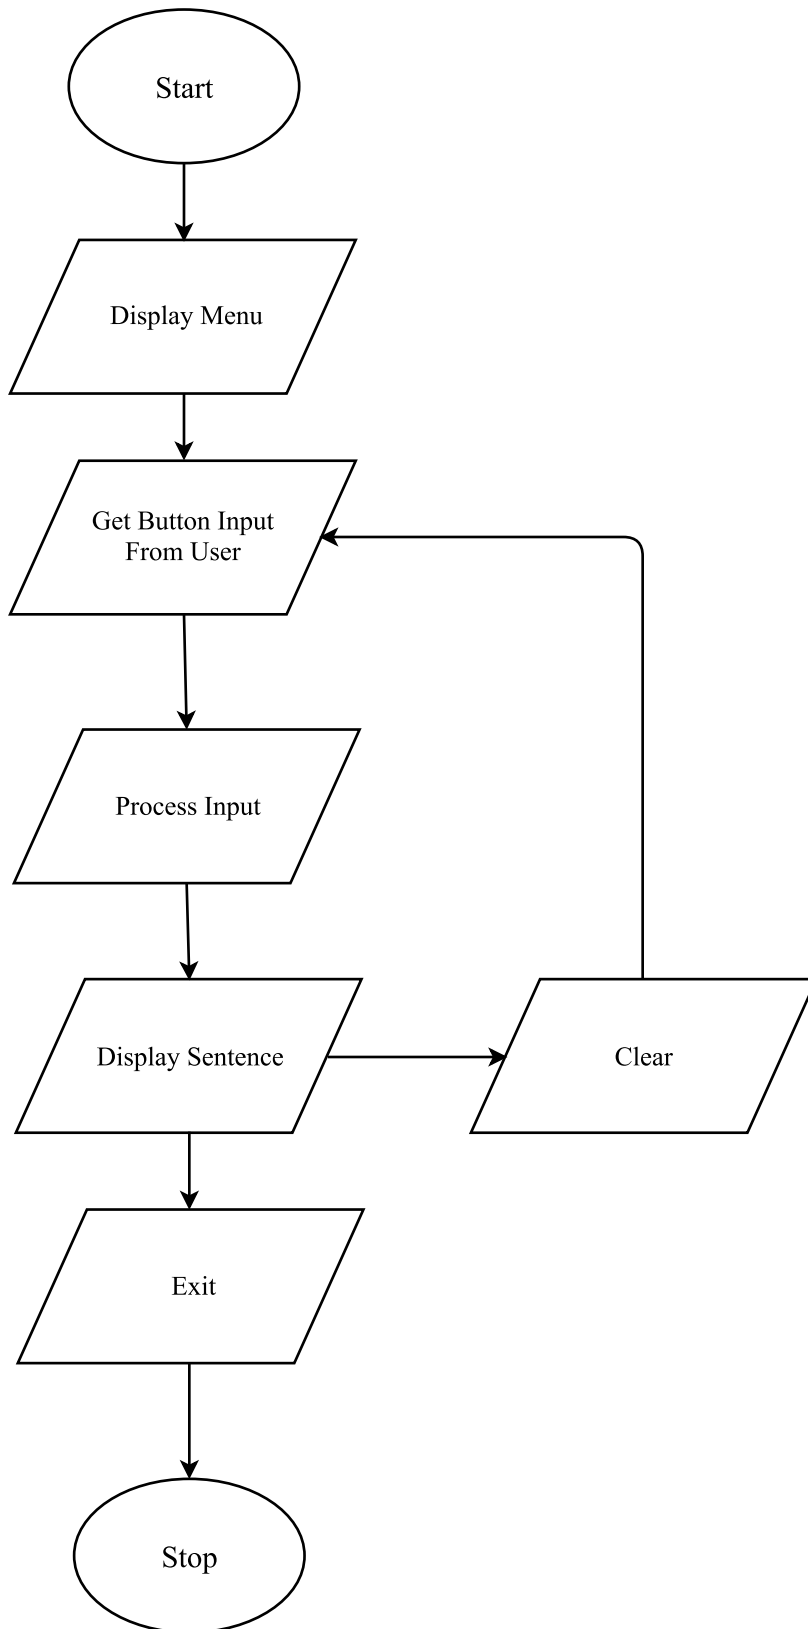 Start
Display Menu
Get Button Input
From User
Process Input
Display Sentence
Clear
Exit
Stop